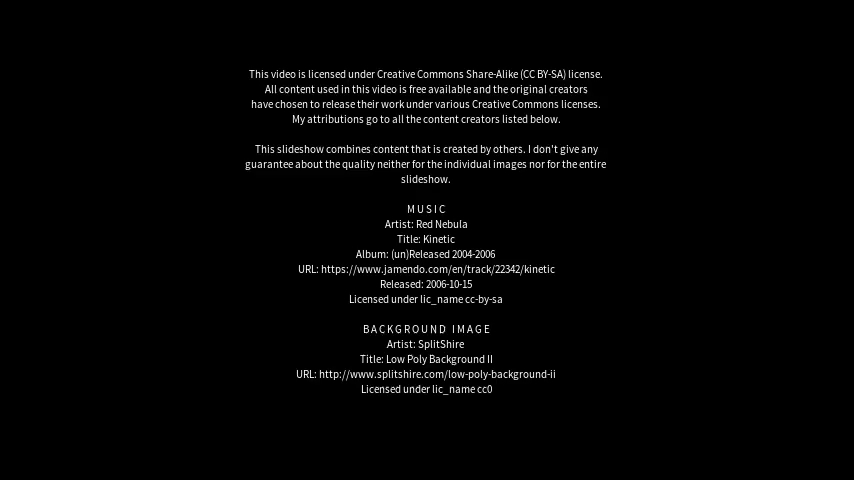 This video is licensed under Creative Commons Share-Alike (CC BY-SA) license.
All content used in this video is free available and the original creators
have chosen to release their work under various Creative Commons licenses.
My attributions go to all the content creators listed below.
This slideshow combines content that is created by others. I don't give any
guarantee about the quality neither for the individual images nor for the entire
slideshow.
MUSIC
Artist: Red Nebula
Title: Kinetic
Album: (un)Released 2004-2006
URL: https://www.jamendo.com/en/track/22342/kinetic
Released: 2006-10-15
Licensed under lic_name cc-by-sa
BACKGROUND IMAGE
Artist: SplitShire
Title: Low Poly Background II
URL: http://www.splitshire.com/low-poly-background-ii
Licensed under lic_name cc0